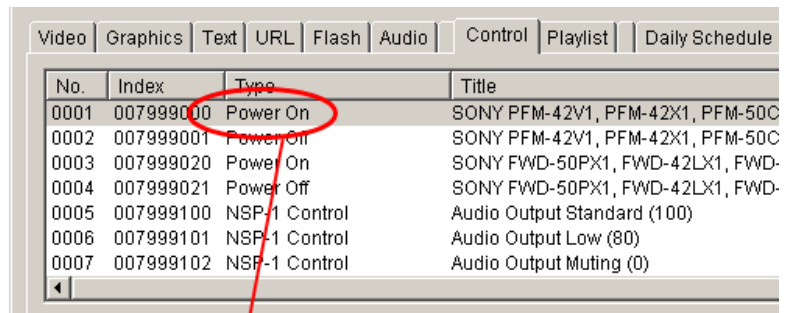 Video Graphics Text URL Flash Audio Control Playlist Daily Schedule
No. Index Type Title
0001 007999000 Power On SONY PFM-42V1, PFM-42X1, PFM-50C
0002 007999001 Power Off SONY PFM-42V1, PFM-42X1, PFM-50C
0003 007999020 Power On SONY FWD-50PX1, FWD-42LX1, FWD-
0004 007999021 Power Off SONY FWD-50PX1, FWD-42LX1, FWD-
0005 007999100 NSP-1 Control Audio Output Standard (100)
0006 007999101 NSP-1 Control Audio Output Low (80)
0007 007999102 NSP-1 Control Audio Output Muting (0)